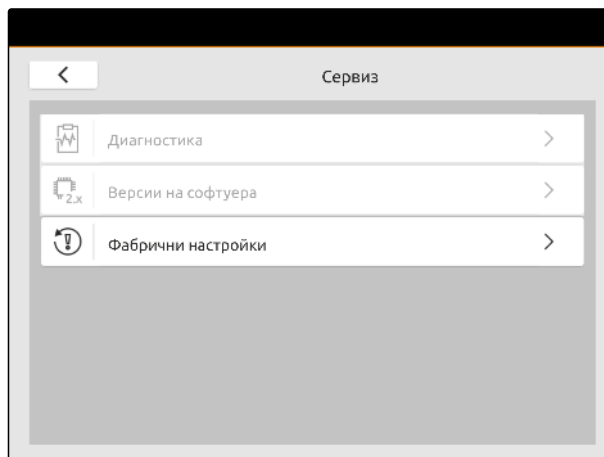 Сервиз
Диагностика
2.x
Версии на софтуера
Фабрични настройки